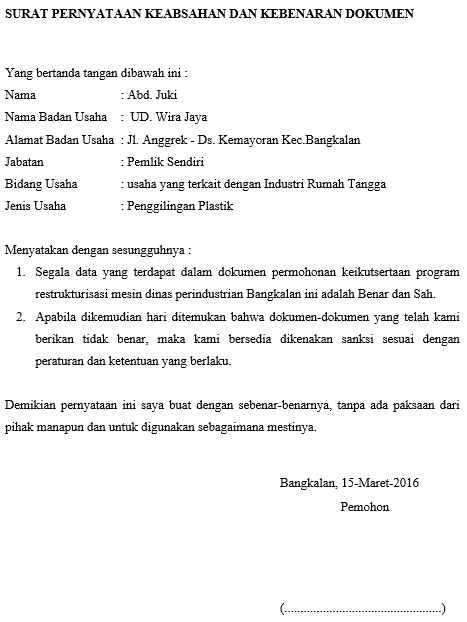 SURAT PERNYATAAN KEABSAHAN DAN KEBENARAN DOKUMEN
Yang bertanda tangan dibawah ini :
Nama : Abd. Juki
Nama Badan Usaha : UD. Wira Jaya
Alamat Badan Usaha : Jl. Anggrek - Ds. Kemayoran Kec.Bangkalan
Jabatan : Pemlik Sendiri
Bidang Usaha : usaha yang terkait dengan Industri Rumah Tangga
Jenis Usaha : Penggilingan Plastik
Menyatakan dengan sesungguhnya :
1. Segala data yang terdapat dalam dokumen permohonan keikutsertaan program
restrukturisasi mesin dinas perindustrian Bangkalan ini adalah Benar dan Sah.
2. Apabila dikemudian hari ditemukan bahwa dokumen-dokumen yang telah kami
berikan tidak benar, maka kami bersedia dikenakan sanksi sesuai dengan
peraturan dan ketentuan yang berlaku.
Demikian pernyataan ini saya buat dengan sebenar-benarnya, tanpa ada paksaan dari
pihak manapun dan untuk digunakan sebagaimana mestinya.
Bangkalan, 15-Maret-2016
Pemohon
(.................................................)